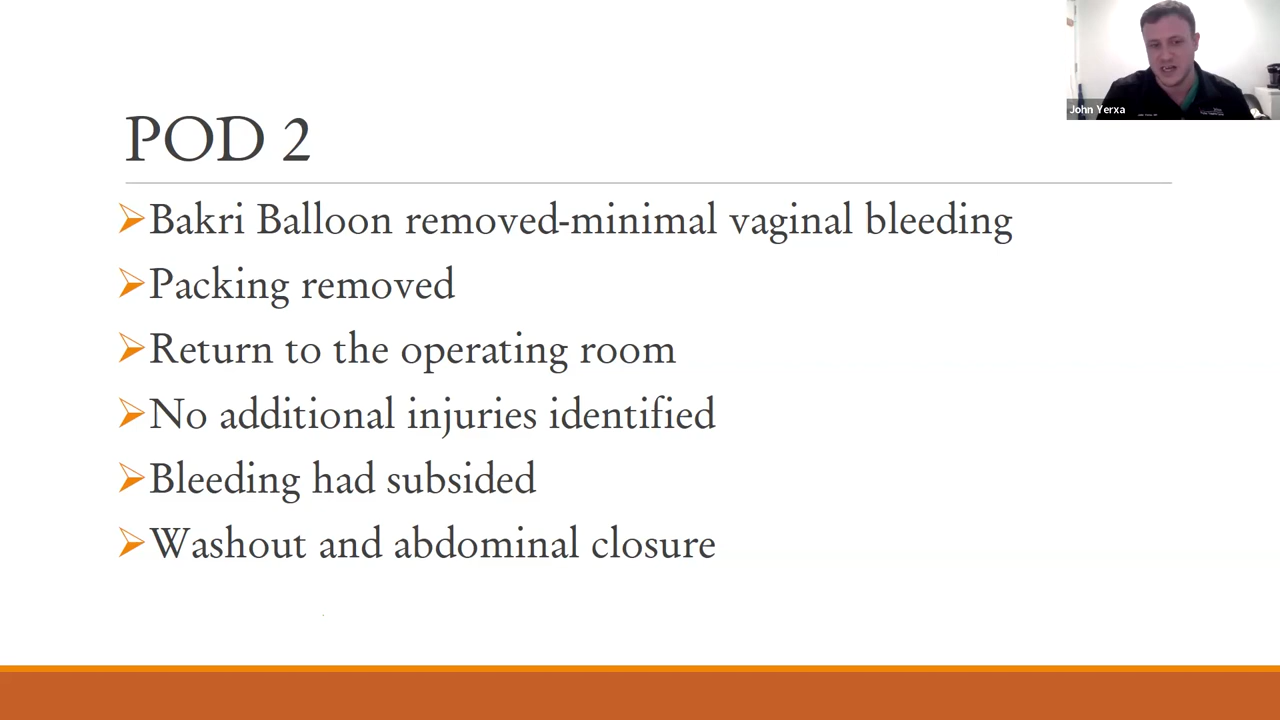 John Yerxa
POD 2
Bakri Balloon removed-minimal vaginal bleeding
Packing removed
Return to the operating room
No additional injuries identified
Bleeding had subsided
Washout and abdominal closure